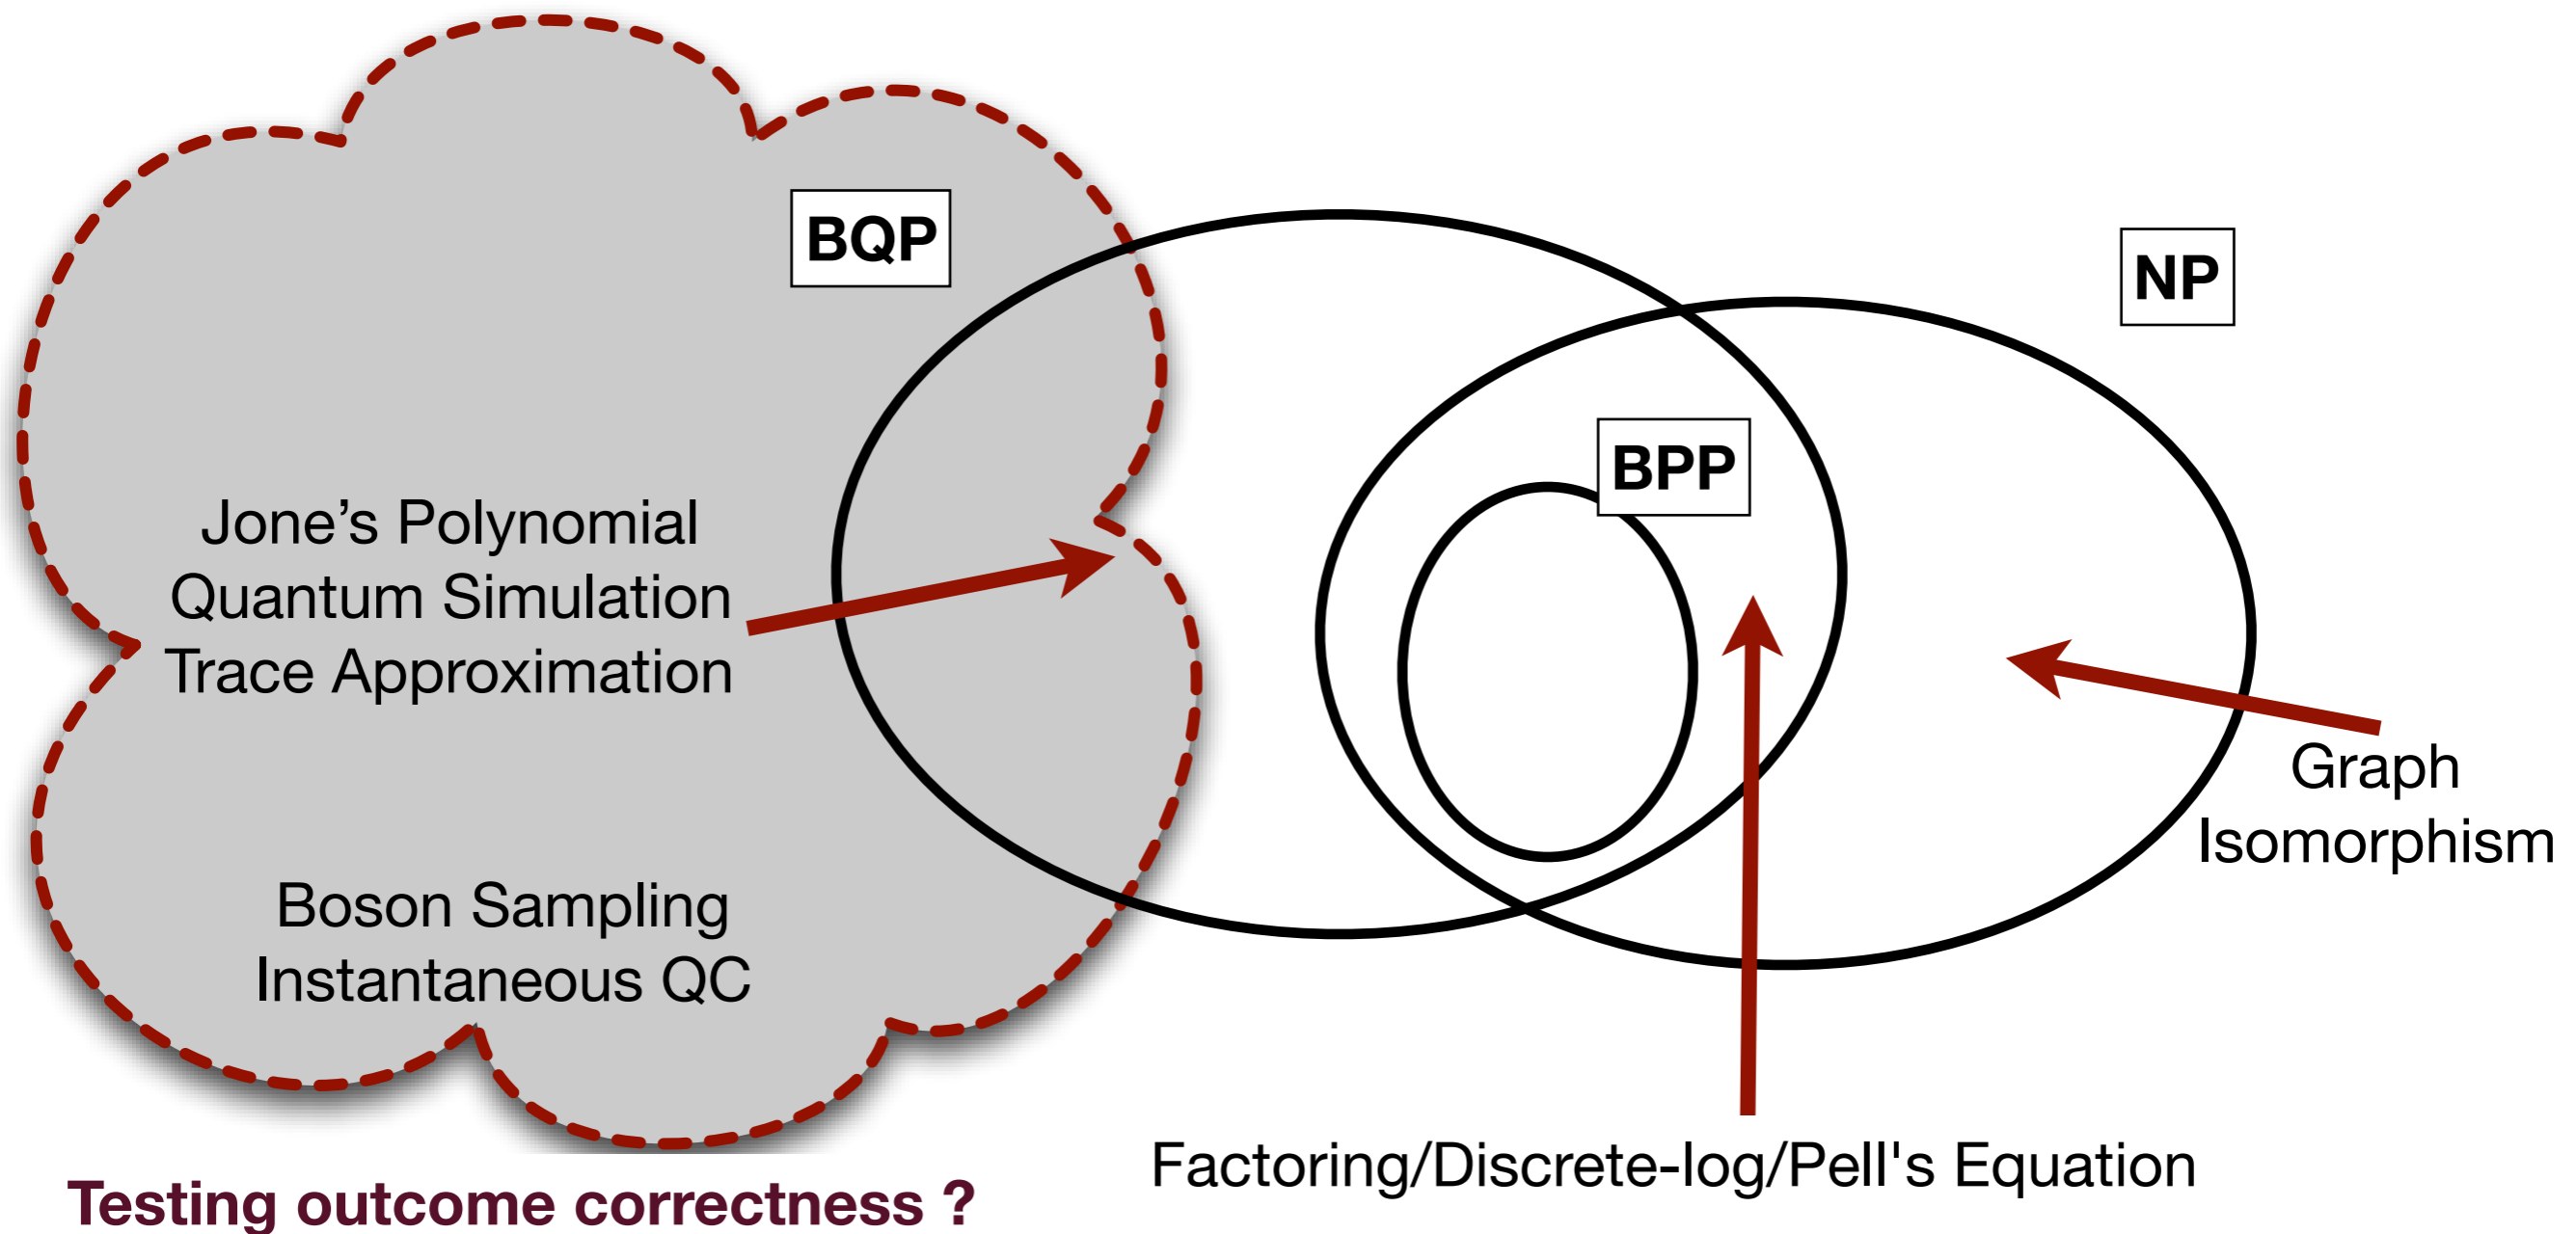 BQP
NP
BPP
Jone’s Polynomial
Quantum Simulation
Trace Approximation
Graph
Isomorphism
Boson Sampling
Instantaneous QC
Factoring/Discrete-log/Pell's Equation
Testing outcome correctness ?